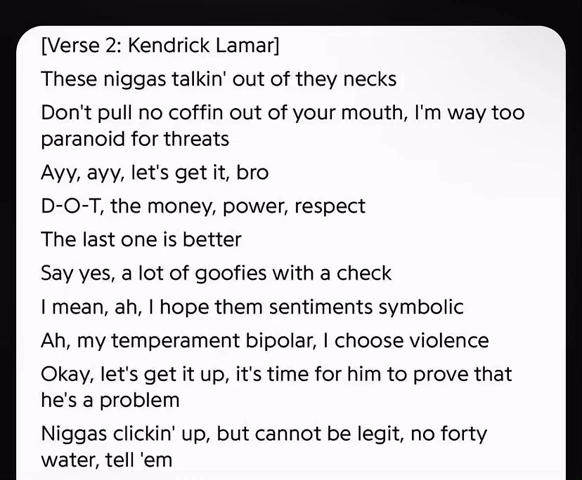 [Verse 2: Kendrick Lamar]
These niggas talkin' out of they necks
Don't pull no coffin out of your mouth, I'm way too
paranoid for threats
Ayy, ayy, let's get it, bro
D-O-T, the money, power, respect
The last one is better
Say yes, a lot of goofies with a check
I mean, ah, I hope them sentiments symbolic
Ah, my temperament bipolar, I choose violence
Okay, let's get it up, it's time for him to prove that
he's a problem
Niggas clickin' up, but cannot be legit, no forty
water, tell 'em